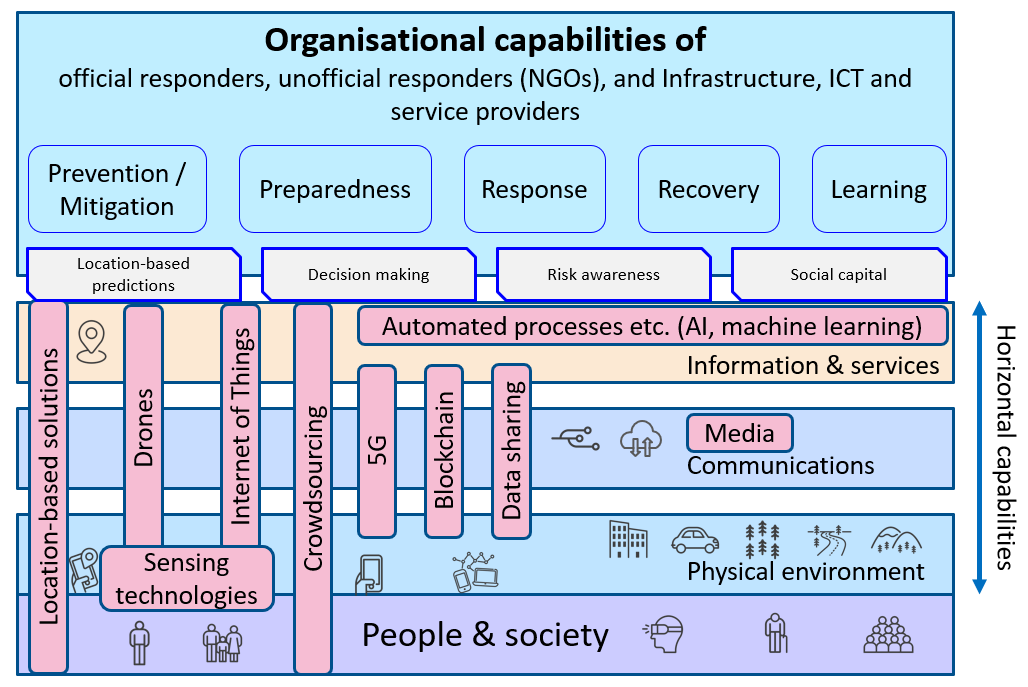 Organisational capabilities of
official responders, unofficial responders (NGOs), and Infrastructure, ICT and
service providers
Prevention /
Mitigation
Preparedness
Response
Recovery
Learning
Location-based
predictions
Decision making
Risk awareness
Social capital
Automated processes etc. (AI, machine learning)
Information & services
Location-based solutions
Drones
Internet of Things
Crowdsourcing
5G
Blockchain
Data sharing
Media
Communications
Horizontal capabilities
Sensing
technologies
Physical environment
People & society